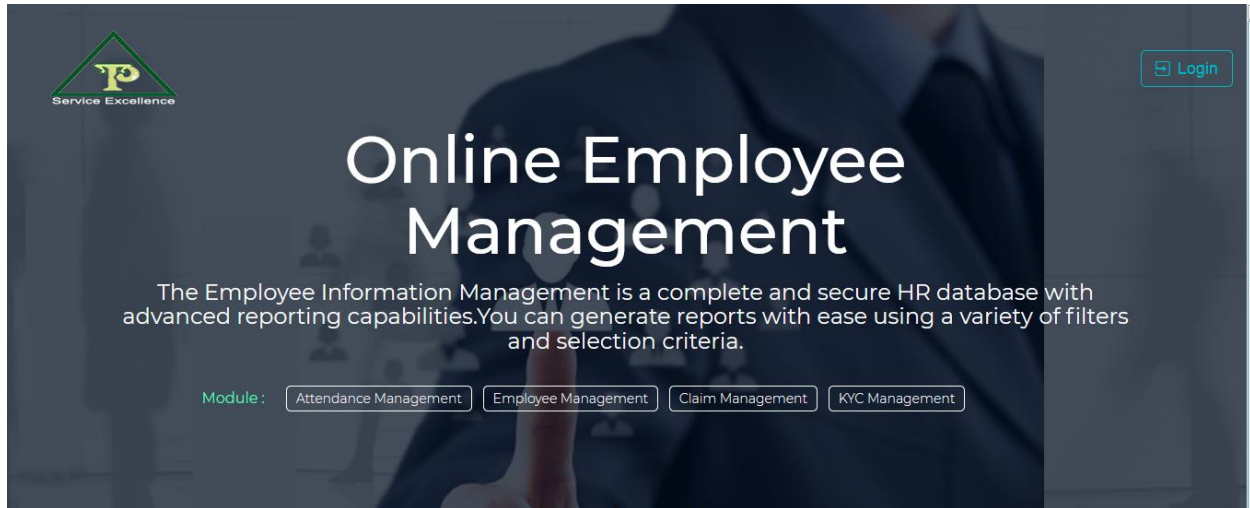 TP
Service Excellence
Login
Online Employee
Management
The Employee Information Management is a complete and secure HR database with
advanced reporting capabilities.You can generate reports with ease using a variety of filters
and selection criteria.
Module :
Attendance Management
Employee Management
Claim Management
KYC Management